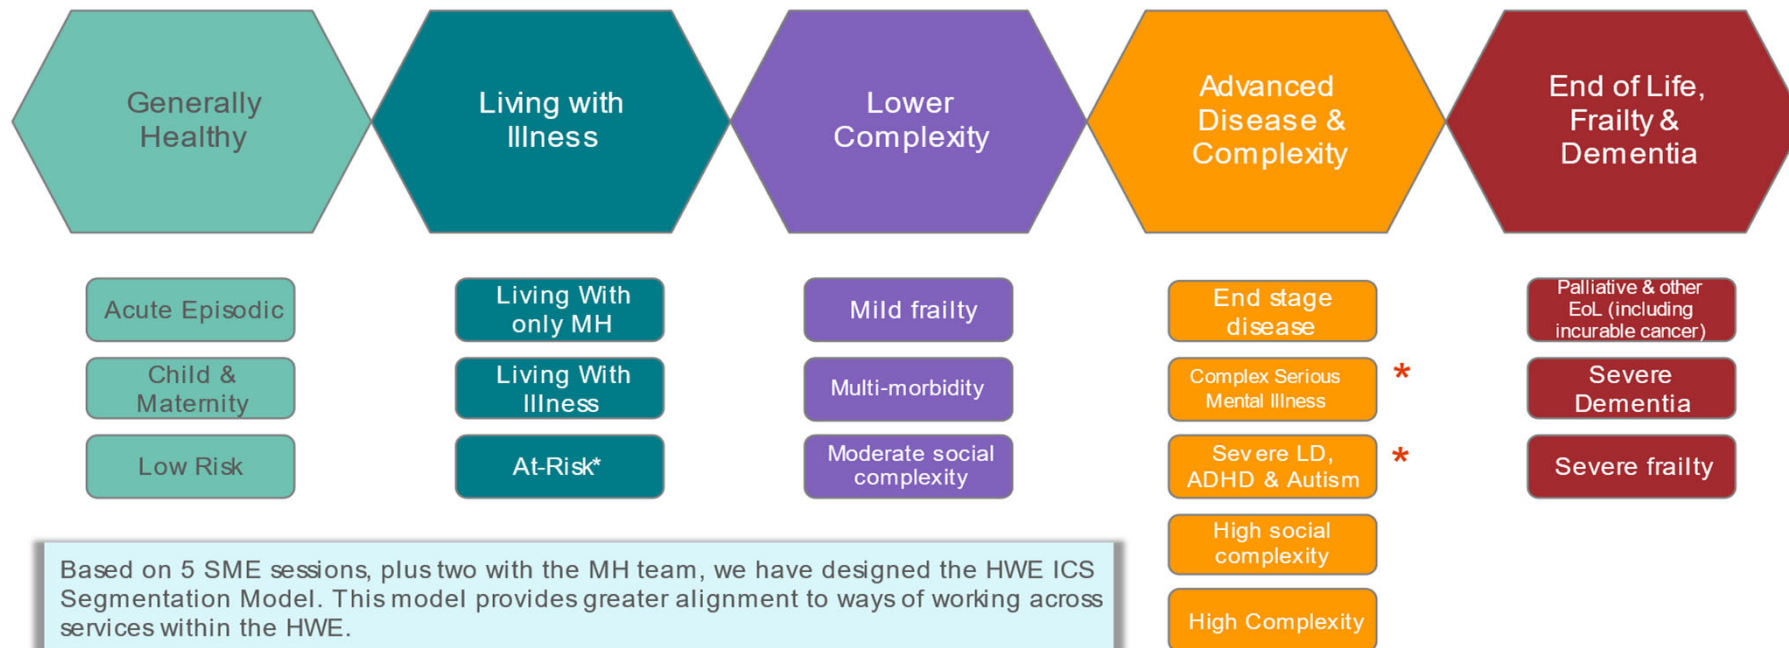 Generally
Healthy
Living with
Illness
Lower
Complexity
Advanced
Disease &
Complexity
End of Life,
Frailty &
Dementia
Acute Episodic
Child &
Maternity
Low Risk
Living With
only MH
Living With
Illness
At-Risk*
Mild frailty
Multi-morbidity
Moderate social
complexity
End stage
disease
Complex Serious
Mental Illness
*
Severe LD,
ADHD & Autism
*
High social
complexity
High Complexity
Palliative & other
EoL (including
incurable cancer)
Severe
Dementia
Severe frailty
Based on 5 SME sessions, plus two with the MH team, we have designed the HWE ICS
Segmentation Model. This model provides greater alignment to ways of working across
services within the HWE.